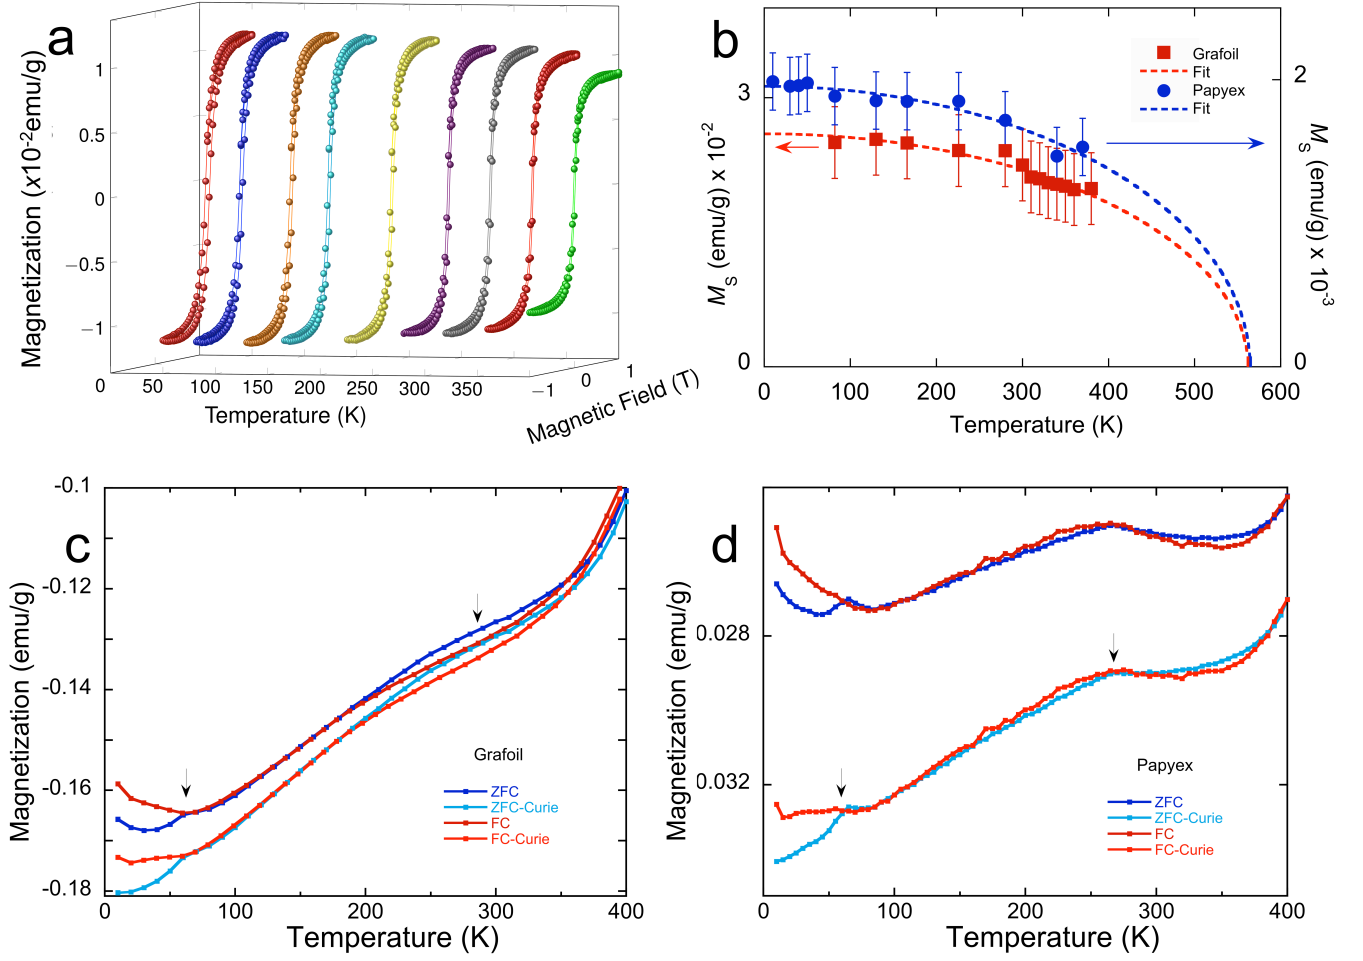 a
Magnetization (x10-2emu/g)
1
0.5
0
−0.5
−1
0
50
100
150
200
250
300
350
−1
0
1
Temperature (K)
Magnetic Field (T)
b
Ms (emu/g) x 10-2
3
0
Grafoil
Fit
Papyex
Fit
2
0
Ms (emu/g) x 10-3
0
100
200
300
400
500
600
Temperature (K)
c
Magnetization (emu/g)
-0.1
-0.12
-0.14
-0.16
-0.18
Grafoil
ZFC
ZFC-Curie
FC
FC-Curie
0
100
200
300
400
Temperature (K)
d
Magnetization (emu/g)
0.028
0.032
Papyex
ZFC
ZFC-Curie
FC
FC-Curie
0
100
200
300
400
Temperature (K)